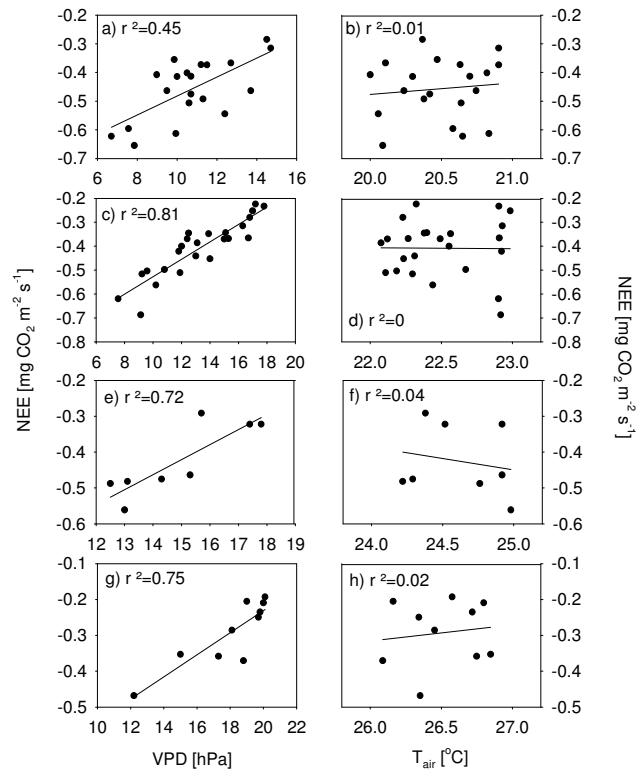 a) r ²=0.45
-0.2
-0.3
-0.4
-0.5
-0.6
-0.7
6 8 10 12 14 16
b) r ²=0.01
-0.2
-0.3
-0.4
-0.5
-0.6
-0.7
20.0 20.5 21.0
c) r ²=0.81
-0.2
-0.3
-0.4
-0.5
-0.6
-0.7
-0.8
6 8 10 12 14 16 18 20
d) r ²=0
-0.2
-0.3
-0.4
-0.5
-0.6
-0.7
-0.8
22.0 22.5 23.0
e) r ²=0.72
-0.2
-0.3
-0.4
-0.5
-0.6
12 13 14 15 16 17 18 19
f) r ²=0.04
-0.2
-0.3
-0.4
-0.5
-0.6
24.0 24.5 25.0
g) r ²=0.75
-0.1
-0.2
-0.3
-0.4
-0.5
10 12 14 16 18 20 22
h) r ²=0.02
-0.1
-0.2
-0.3
-0.4
-0.5
26.0 26.5 27.0
NEE [mg CO₂ m⁻² s⁻¹]
NEE [mg CO₂ m⁻² s⁻¹]
VPD [hPa]
T_air [°C]